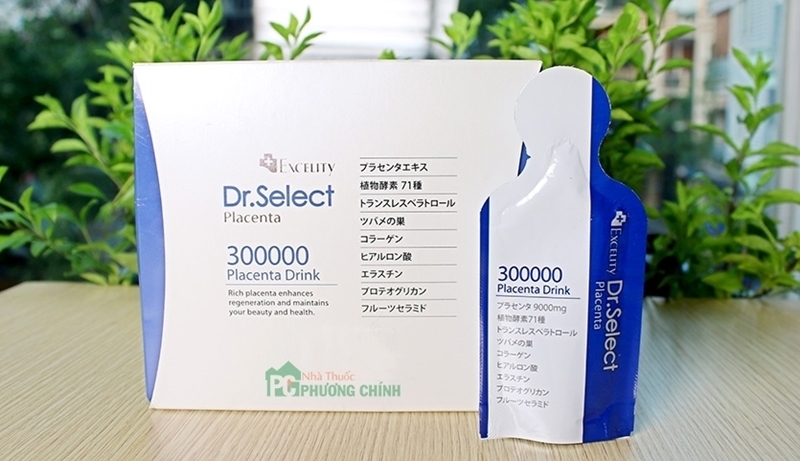 EXCELITY
Dr.Select
Placenta
300000
Placenta Drink
Rich placenta enhances
regeneration and maintains
your beauty and health.
プラセンタエキス
植物酵素 71種
トランスレスベラトロール
ツバメの巣
コラーゲン
ヒアルロン酸
エラスチン
プロテオグリカン
フルーツセラミド
Nhà Thuốc
PC PHƯƠNG CHÍNH
300000
Placenta Drink
プラセンタ 9000mg
植物酵素71種
トランスレスベラトロール
ツバメの巣
コラーゲン
ヒアルロン酸
エラスチン
プロテオグリカン
フルーツセラミド
EXCELITY
Dr.Select
Placenta